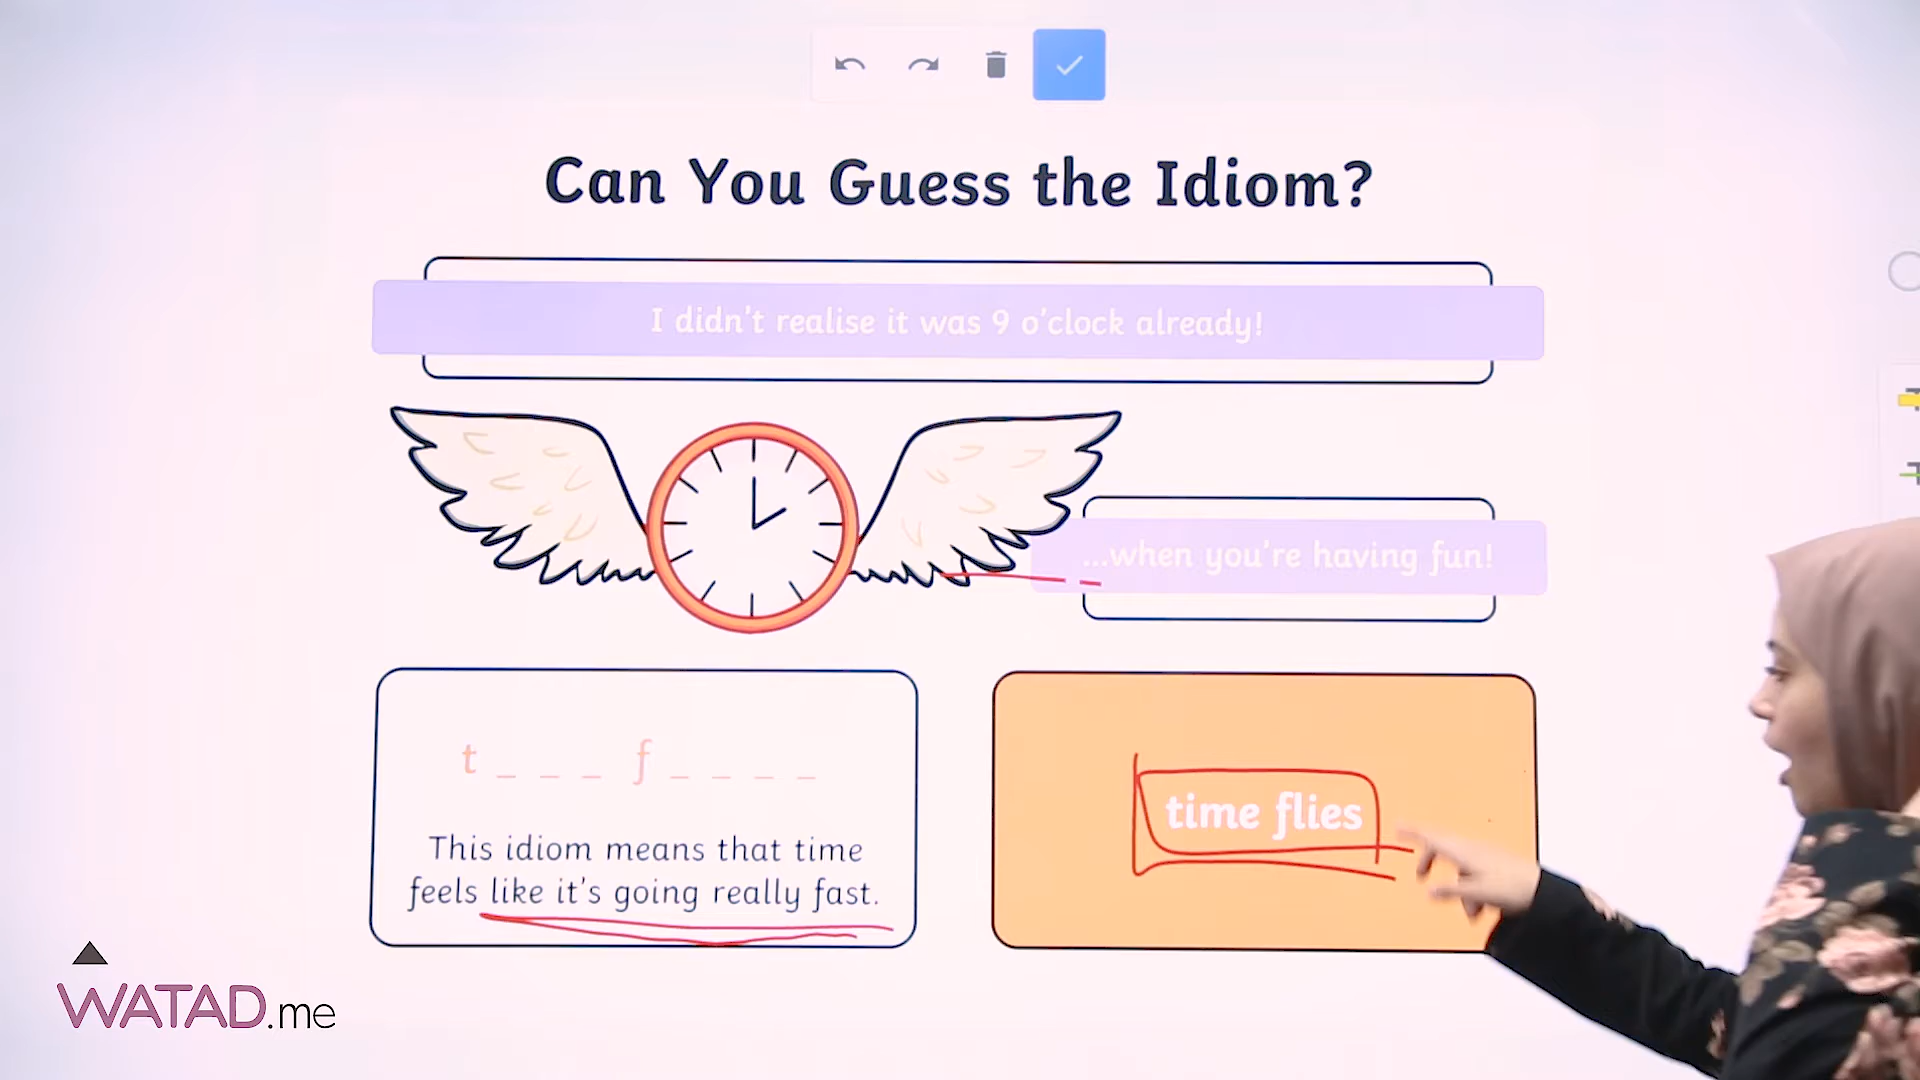 Can You Guess the Idiom?
I didn't realise it was 9 o'clock already!
...when you're having fun!
t _ _ _ f _ _ _ _
This idiom means that time
feels like it's going really fast.
time flies
WATAD.me